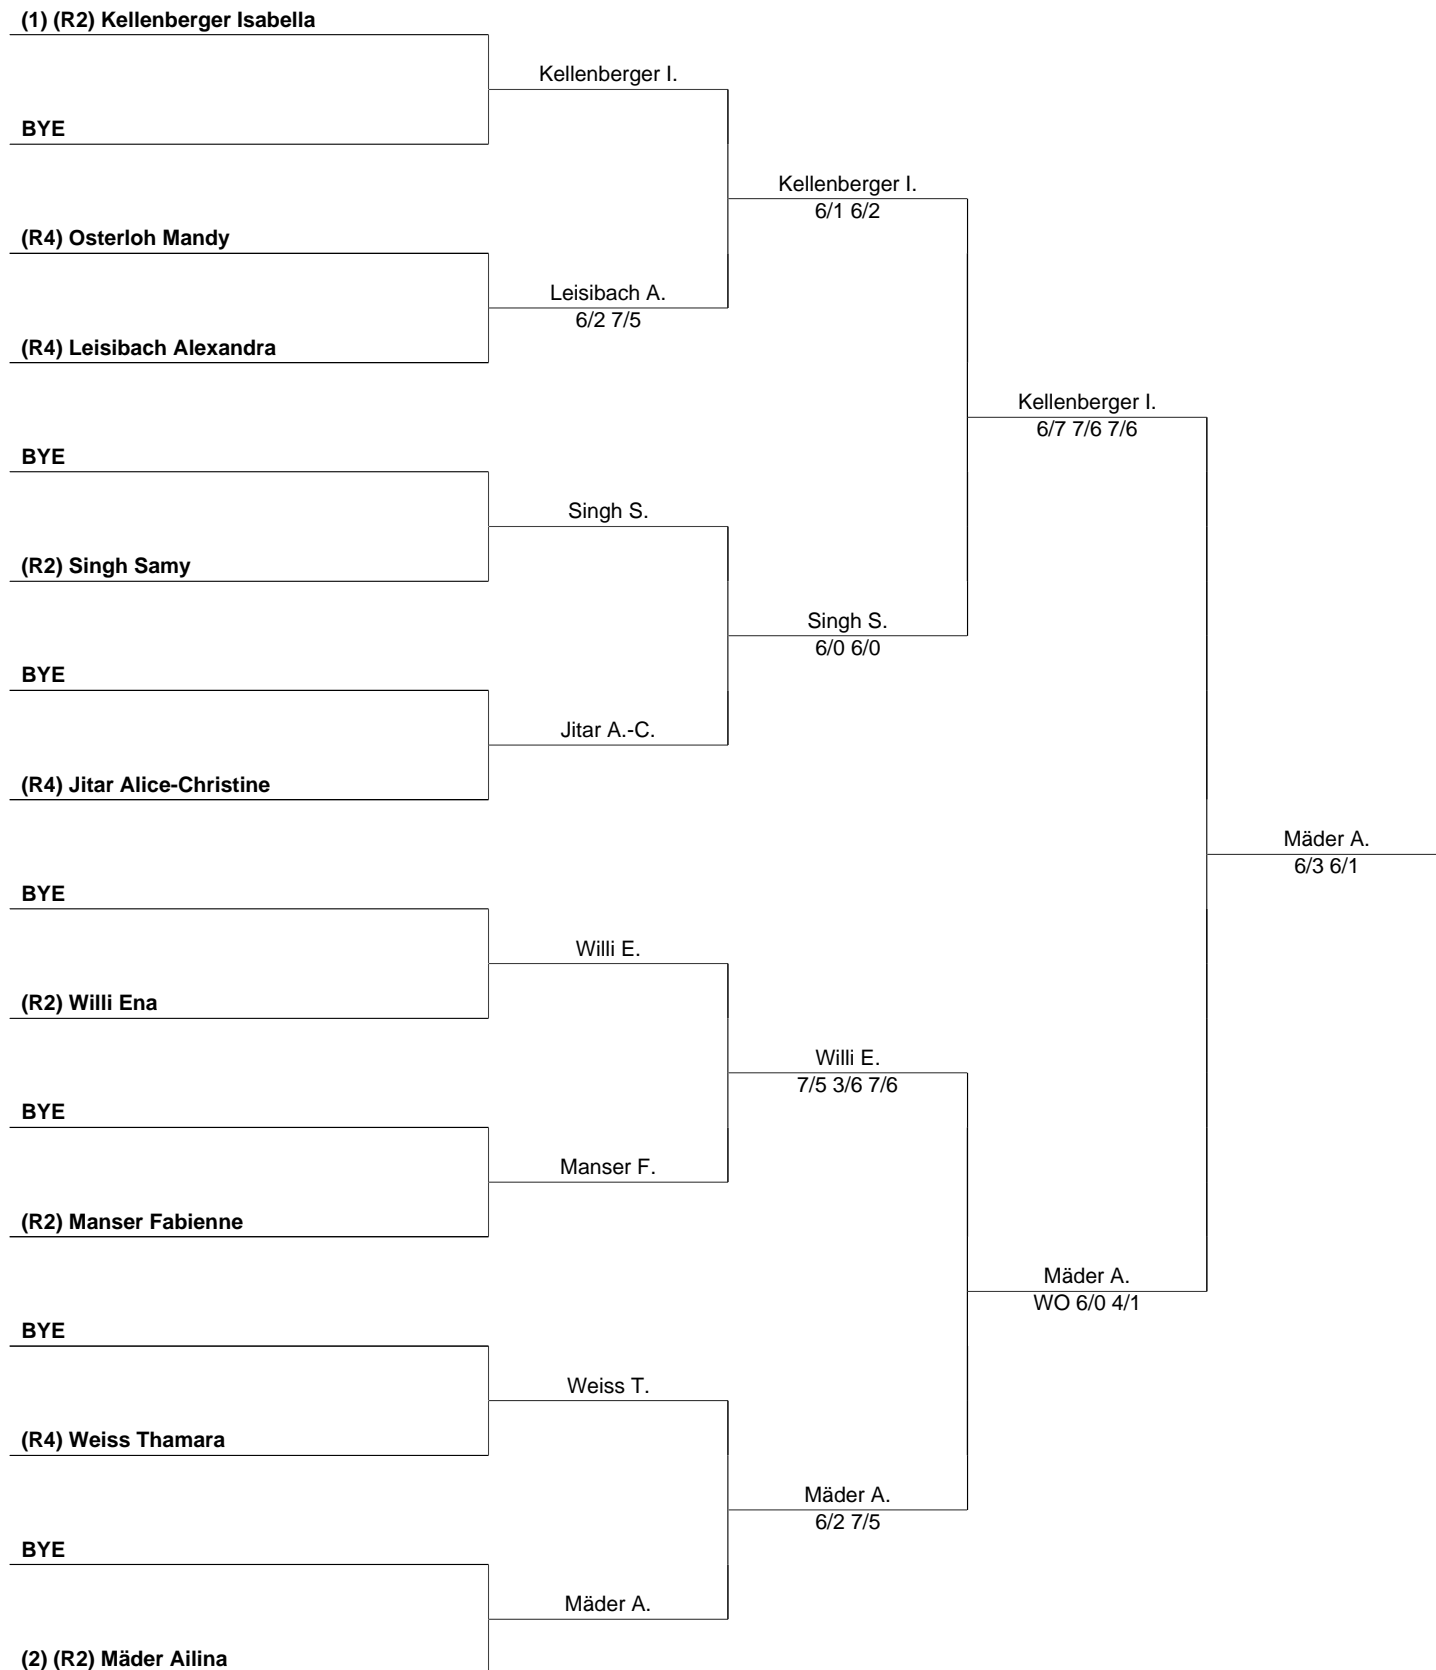 (1) (R2) Kellenberger Isabella
Kellenberger I.
BYE
Kellenberger I.
6/1 6/2
(R4) Osterloh Mandy
Leisibach A.
6/2 7/5
(R4) Leisibach Alexandra
Kellenberger I.
6/7 7/6 7/6
BYE
Singh S.
(R2) Singh Samy
Singh S.
6/0 6/0
BYE
Jitar A.-C.
(R4) Jitar Alice-Christine
Mäder A.
6/3 6/1
BYE
Willi E.
(R2) Willi Ena
Willi E.
7/5 3/6 7/6
BYE
Manser F.
(R2) Manser Fabienne
Mäder A.
WO 6/0 4/1
BYE
Weiss T.
(R4) Weiss Thamara
Mäder A.
6/2 7/5
BYE
Mäder A.
(2) (R2) Mäder Ailina